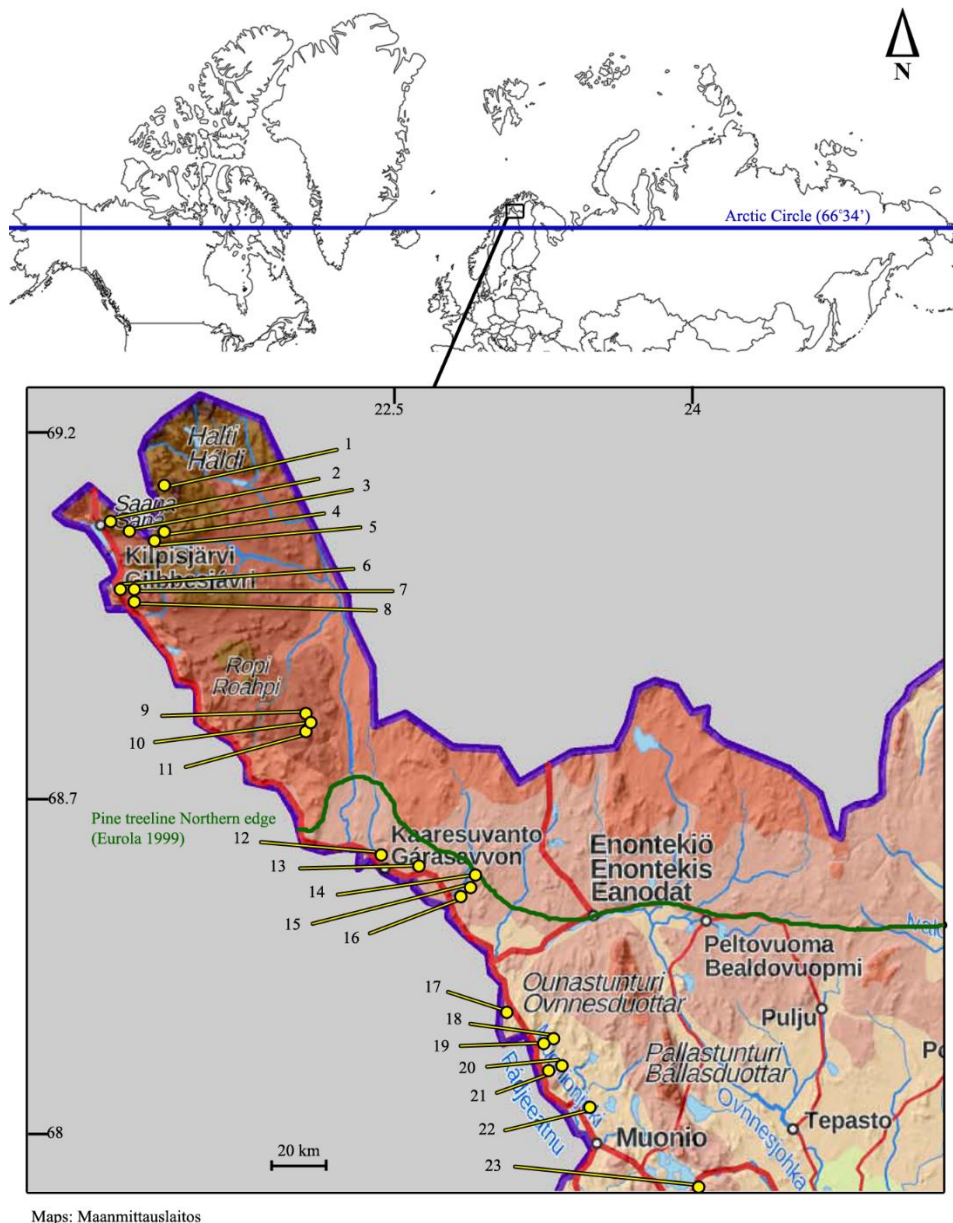 N
Arctic Circle (66°34’)
22.5
24
69.2
Halti
Háldi
1
2
3
Saana
Sána
4
5
Kilpisjärvi
Gilbbesjávri
6
7
8
Ropi
Roahpi
9
10
11
68.7
Pine treeline Northern edge
(Eurola 1999)
Kaaresuvanto
Gárasavvon
12
13
14
15
16
Enontekiö
Enontekis
Eanodat
Peltovuoma
Bealdovuopmi
Ounastunturi
Ovnnesduottar
17
18
19
20
21
22
Pulju
Pallastunturi
Bállasduottar
Ovnnesjohka
Tepasto
68
Muonio
20 km
23
Maps: Maanmittauslaitos